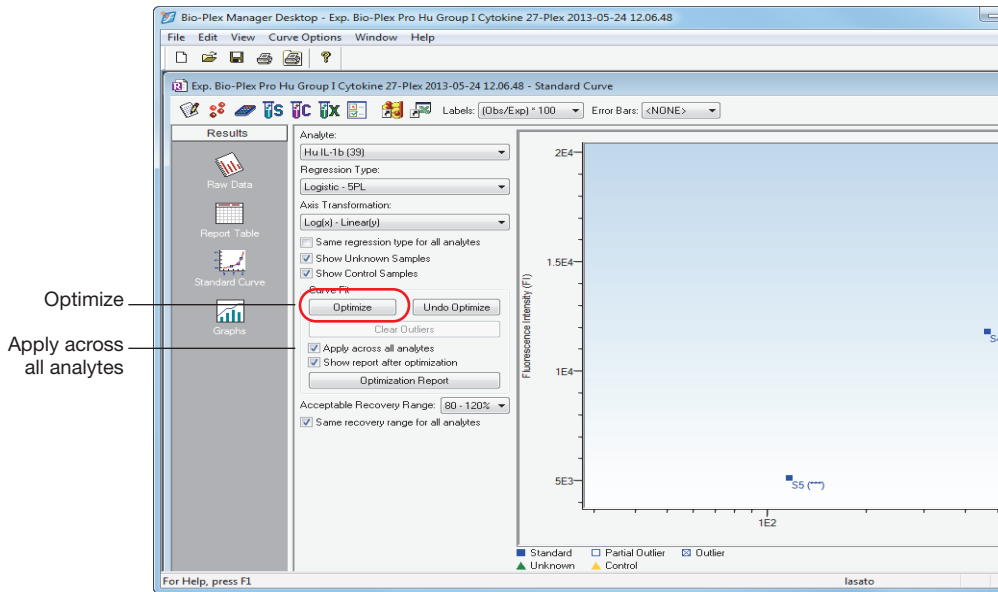 Bio-Plex Manager Desktop - Exp. Bio-Plex Pro Hu Group I Cytokine 27-Plex 2013-05-24 12.06.48
File Edit View Curve Options Window Help
Exp. Bio-Plex Pro Hu Group I Cytokine 27-Plex 2013-05-24 12.06.48 - Standard Curve
Labels: (Obs/Exp) * 100 Error Bars: <NONE>
Results
Raw Data
Report Table
Standard Curve
Graphs
Analyte:
Hu IL-1b (39)
Regression Type:
Logistic - 5PL
Axis Transformation:
Log(x) - Linear(y)
Same regression type for all analytes
Show Unknown Samples
Show Control Samples
Curve Fit
Optimize Undo Optimize
Clear Outliers
Apply across all analytes
Show report after optimization
Optimization Report
Acceptable Recovery Range: 80 - 120%
Same recovery range for all analytes
Optimize
Apply across
all analytes
Fluorescence Intensity (FI)
2E4
1.5E4
1E4
5E3
S4
S5 (***)
1E2
Standard Partial Outlier Outlier
Unknown Control
For Help, press F1 lasato